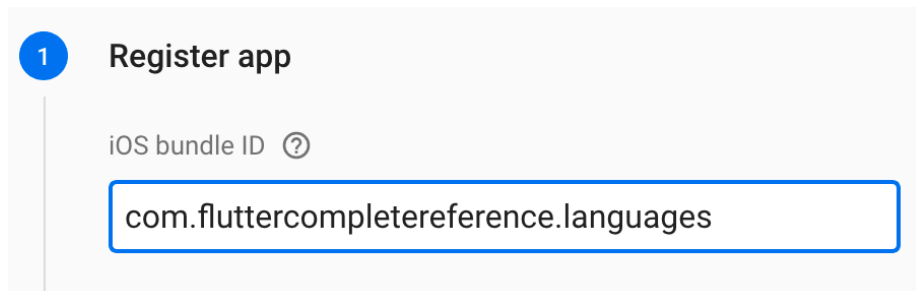 1 Register app
iOS bundle ID ?
com.fluttercompletereference.languages